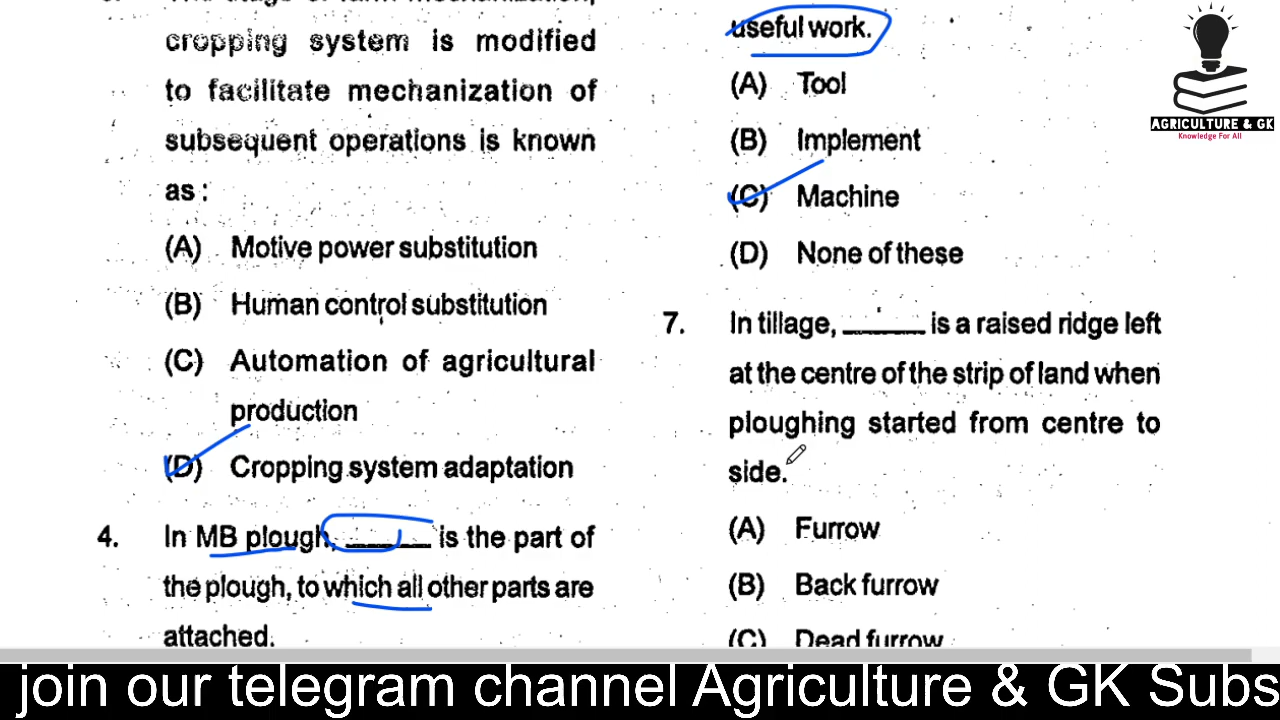 cropping system is modified
to facilitate mechanization of
subsequent operations is known
as :
(A) Motive power substitution
(B) Human control substitution
(C) Automation of agricultural
production
(D) Cropping system adaptation
4. In MB plough, ______ is the part of
the plough, to which all other parts are
attached.
useful work.
(A) Tool
(B) Implement
(C) Machine
(D) None of these
7. In tillage, ______ is a raised ridge left
at the centre of the strip of land when
ploughing started from centre to
side.
(A) Furrow
(B) Back furrow
(C) Dead furrow
AGRICULTURE & GK
Knowledge For All
join our telegram channel Agriculture & GK Subs